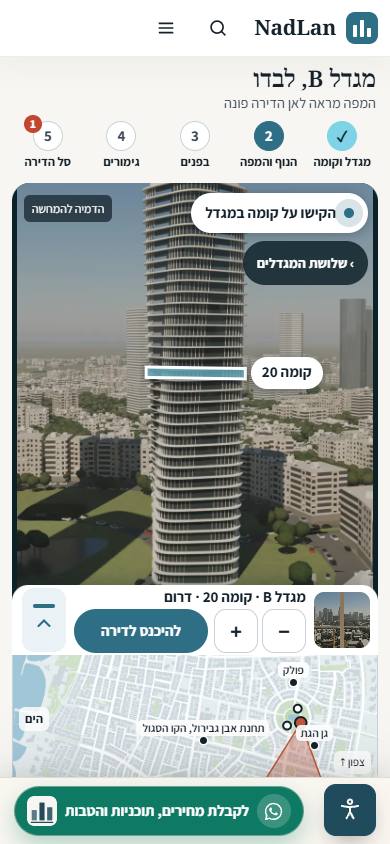 NadLan
מגדל B, לבדו
המפה מראה לאן הדירה פונה
✓ 2 3 4 5 1
מגדל וקומה הנוף והמפה בפנים גימורים סל הדירה
הקישו על קומה במגדל
הדמיה להמחשה
‹ שלושת המגדלים
קומה 20
מגדל B · קומה 20 · דרום
− + להיכנס לדירה
פולק
הים
תחנת אבן גבירול, הקו הסגול
גן הגת
צפון ↑
לקבלת מחירים, תוכניות והטבות